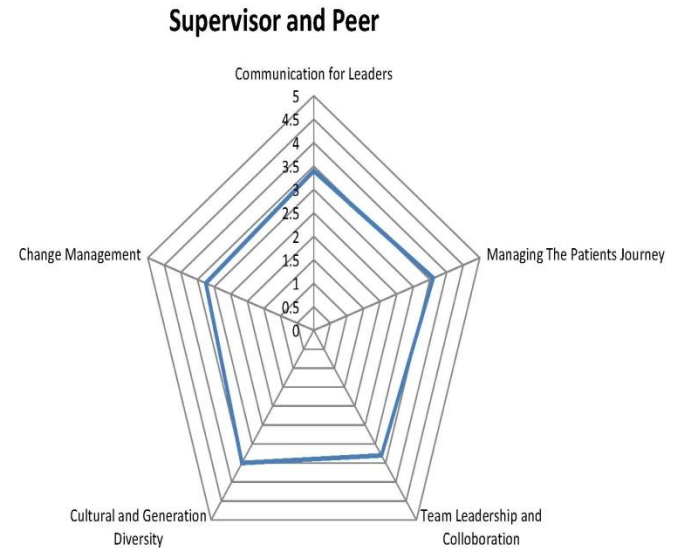 Supervisor and Peer
Communication for Leaders
5
4.5
4
3.5
3
2.5
2
1.5
1
0.5
0
Change Management
Managing The Patients Journey
Cultural and Generation
Diversity
Team Leadership and
Colloboration